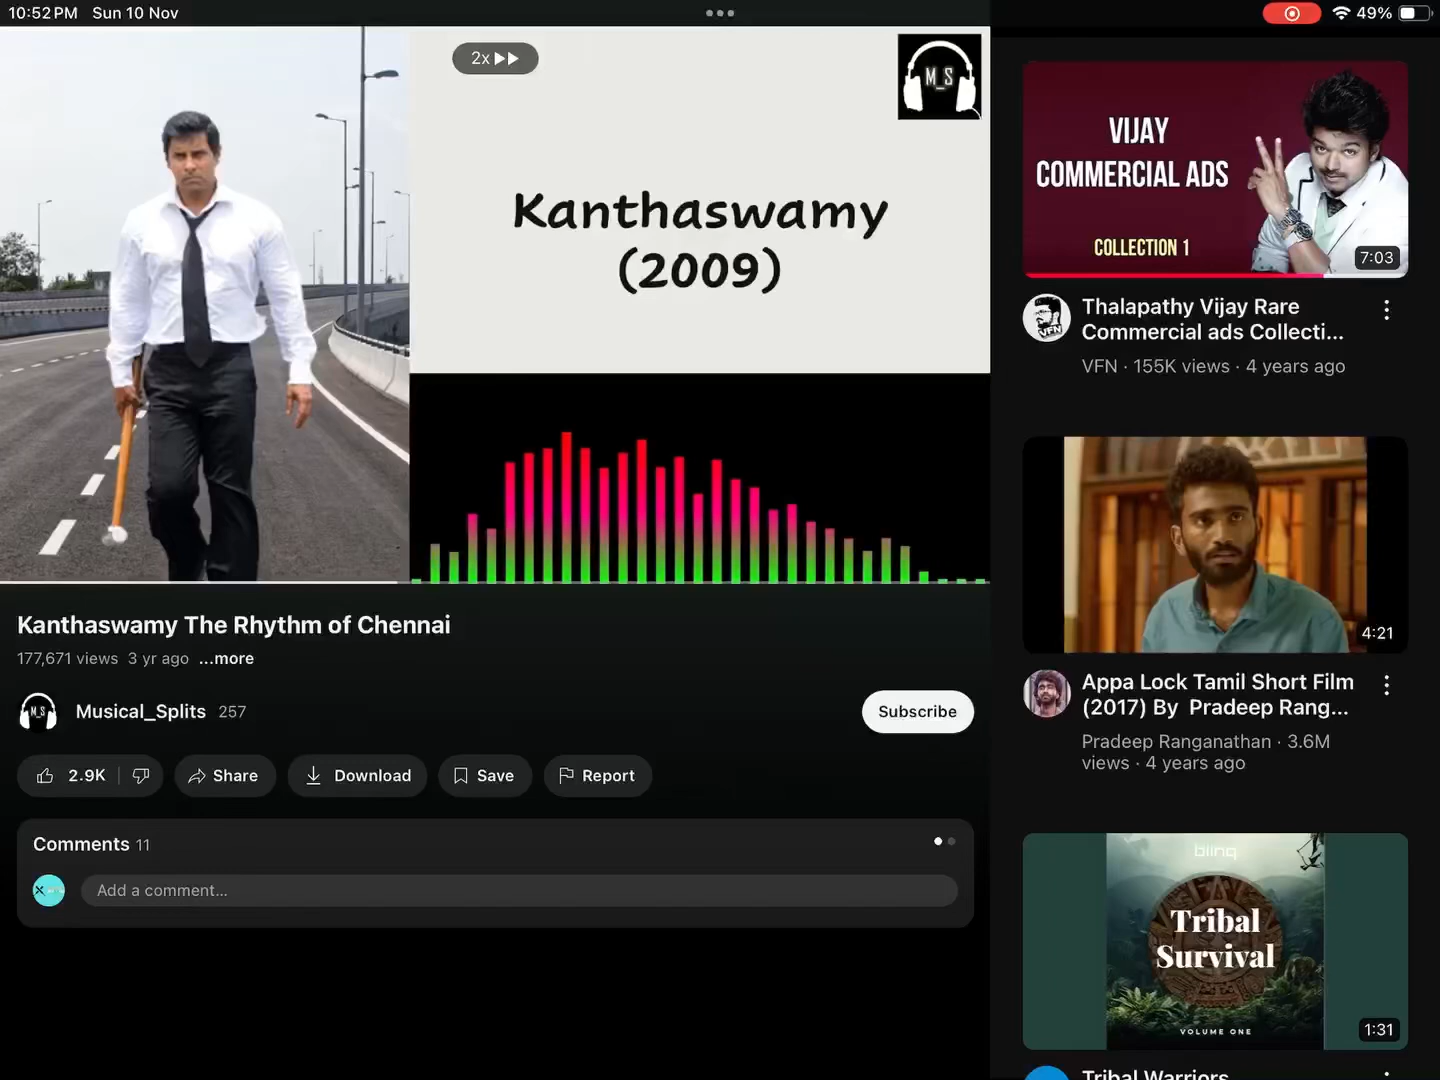 10:52 PM Sun 10 Nov
49%
2x
M_S
Kanthaswamy
(2009)
Kanthaswamy The Rhythm of Chennai
177,671 views 3 yr ago ...more
M_S
Musical_Splits 257
Subscribe
2.9K
Share
Download
Save
Report
Comments 11
Add a comment...
VIJAY
COMMERCIAL ADS
COLLECTION 1
7:03
VFN
Thalapathy Vijay Rare
Commercial ads Collecti...
VFN · 155K views · 4 years ago
4:21
Appa Lock Tamil Short Film
(2017) By Pradeep Rang...
Pradeep Ranganathan · 3.6M
views · 4 years ago
blinq
Tribal
Survival
VOLUME ONE
1:31
Tribal Warriors